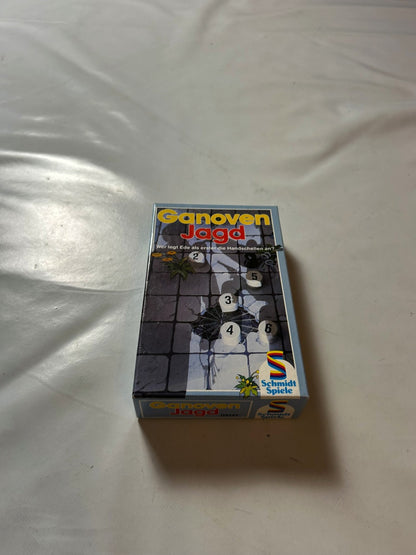 Ganoven
Jagd
Wer legt Ede als erster die Handschellen an?
2
5
3
4
6
Schmidt
Spiele
Ganoven
Jagd
Schmidt
Spiele